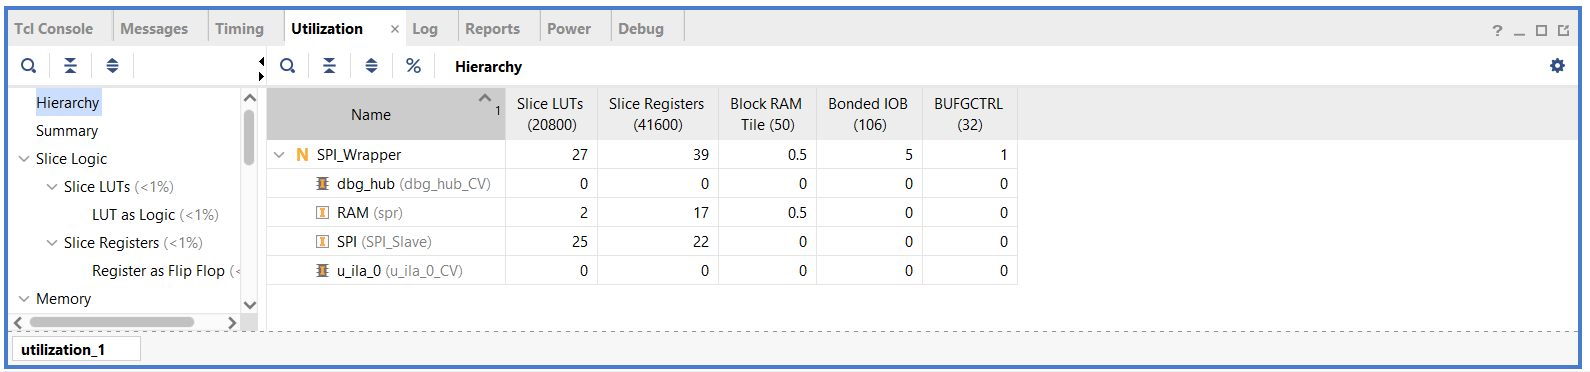 Tcl Console Messages Timing Utilization × Log Reports Power Debug ?
% Hierarchy
Hierarchy
Summary
Slice Logic
Slice LUTs (<1%)
LUT as Logic (<1%)
Slice Registers (<1%)
Register as Flip Flop (<
Memory
Name 1 Slice LUTs (20800) Slice Registers (41600) Block RAM Tile (50) Bonded IOB (106) BUFGCTRL (32)
N SPI_Wrapper 27 39 0.5 5 1
dbg_hub (dbg_hub_CV) 0 0 0 0 0
I RAM (spr) 2 17 0.5 0 0
I SPI (SPI_Slave) 25 22 0 0 0
u_ila_0 (u_ila_0_CV) 0 0 0 0 0
utilization_1